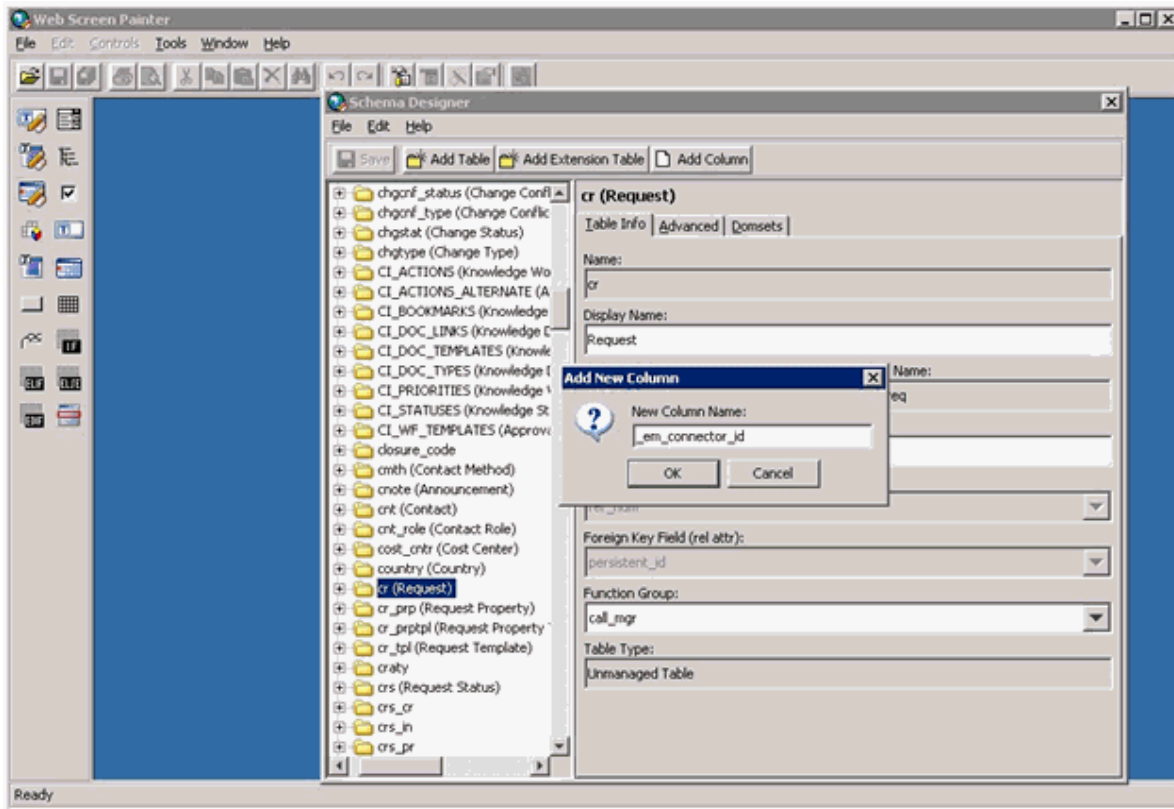 Web Screen Painter
File Edit Controls Tools Window Help
Schema Designer
File Edit Help
Save Add Table Add Extension Table Add Column
chgcnf_status (Change Confl
chgcnf_type (Change Conflic
chgstat (Change Status)
chgtype (Change Type)
CI_ACTIONS (Knowledge Wo
CI_ACTIONS_ALTERNATE (A
CI_BOOKMARKS (Knowledge
CI_DOC_LINKS (Knowledge D
CI_DOC_TEMPLATES (Knowle
CI_DOC_TYPES (Knowledge
CI_PRIORITIES (Knowledge
CI_STATUSES (Knowledge St
CI_WF_TEMPLATES (Approva
closure_code
cmth (Contact Method)
cnote (Announcement)
cnt (Contact)
cnt_role (Contact Role)
cost_cntr (Cost Center)
country (Country)
cr (Request)
cr_prp (Request Property)
cr_prptpl (Request Property
cr_tpl (Request Template)
craty
crs (Request Status)
crs_cr
crs_in
crs_pr
cr (Request)
Table Info Advanced Domsets
Name:
cr
Display Name:
Request
Name:
req
Add New Column
New Column Name:
_em_connector_id
OK Cancel
ref_num
Foreign Key Field (rel attr):
persistent_id
Function Group:
call_mgr
Table Type:
Unmanaged Table
ELIF ELSE
Ready